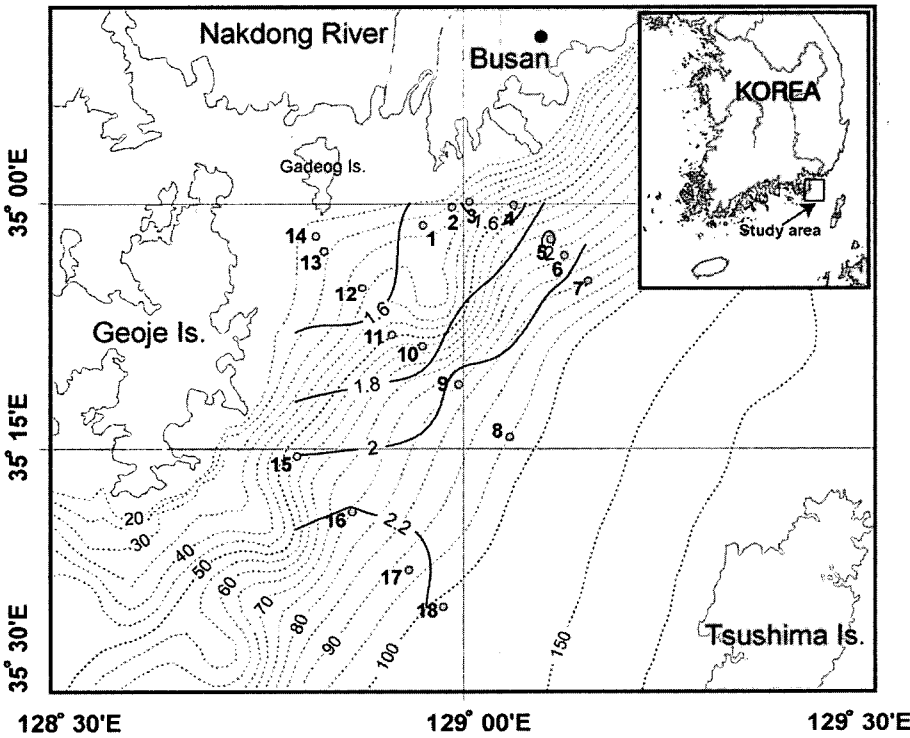 Nakdong River
Busan
KOREA
Study area
Gadeog Is.
35° 00'E
14
13
1
2
3
1.6
4
5
2
6
7
12
1.6
11
10
Geoje Is.
1.8
9
8
35° 15'E
2
15
16
2.2
17
18
20
30
40
50
60
70
80
90
100
150
Tsushima Is.
35° 30'E
128° 30'E
129° 00'E
129° 30'E